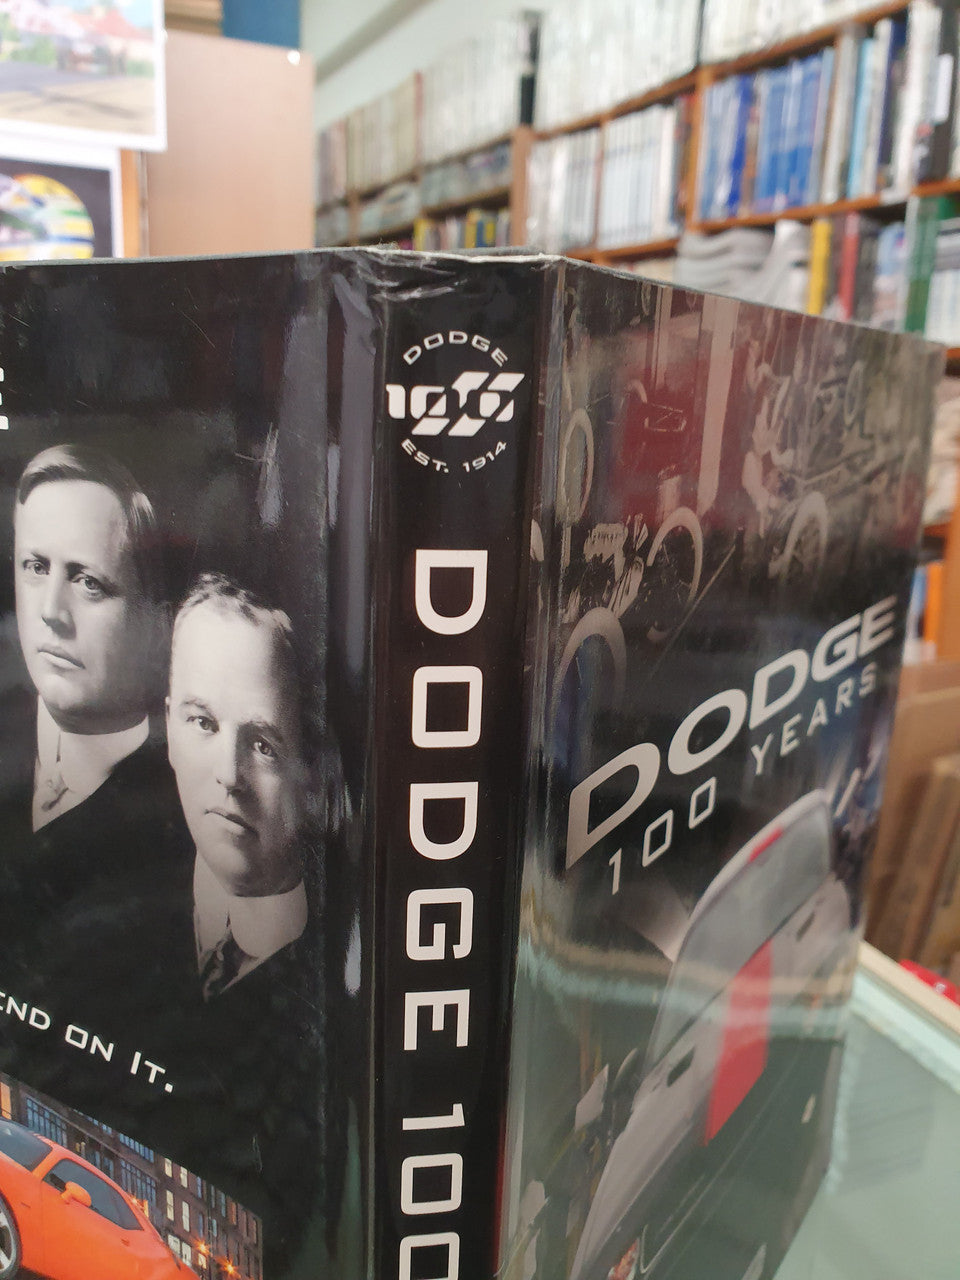 END ON IT.
DODGE
100
EST. 1914
DODGE 100
DODGE
100 YEARS